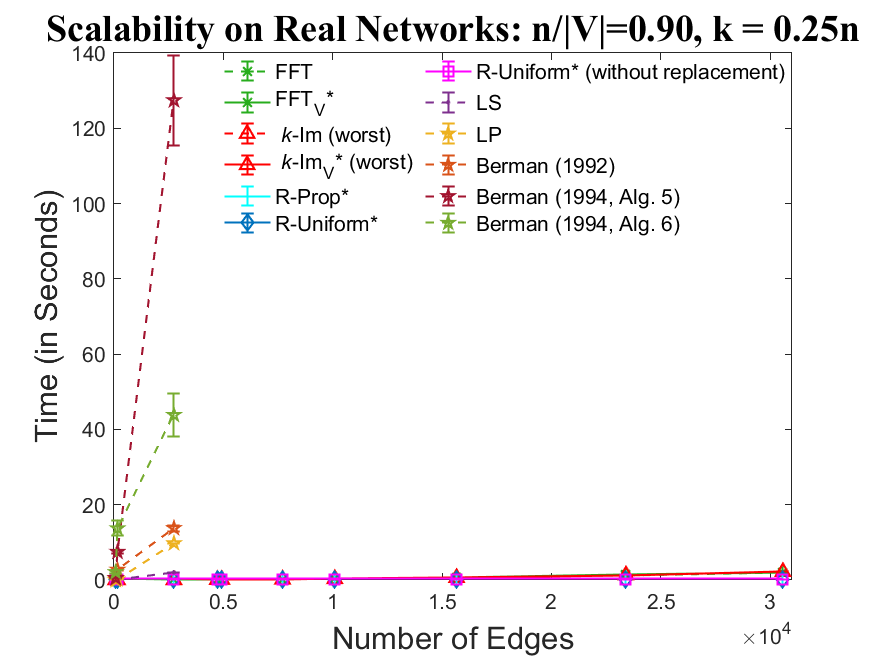 Scalability on Real Networks: n/|V|=0.90, k = 0.25n
140
120
100
80
60
40
20
0
FFT
FFT_V*
k-Im (worst)
k-Im_V* (worst)
R-Prop*
R-Uniform*
R-Uniform* (without replacement)
LS
LP
Berman (1992)
Berman (1994, Alg. 5)
Berman (1994, Alg. 6)
Time (in Seconds)
0 0.5 1 1.5 2 2.5 3
×10^4
Number of Edges